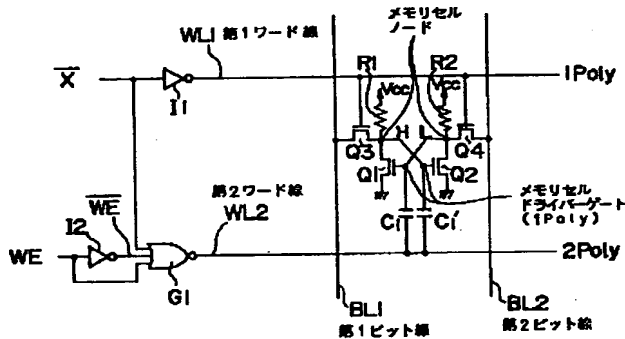 メモリセル
ノード
WL1 第1ワード線
R1
R2
X
I1
Vcc
Vcc
1Poly
Q3
H
L
Q4
Q1
Q2
第2ワード線
WL2
メモリセル
ドライバーゲート
(1Poly)
I2
WE
WE
Ci
Ci'
2Poly
G1
BL1
第1ビット線
BL2
第2ビット線